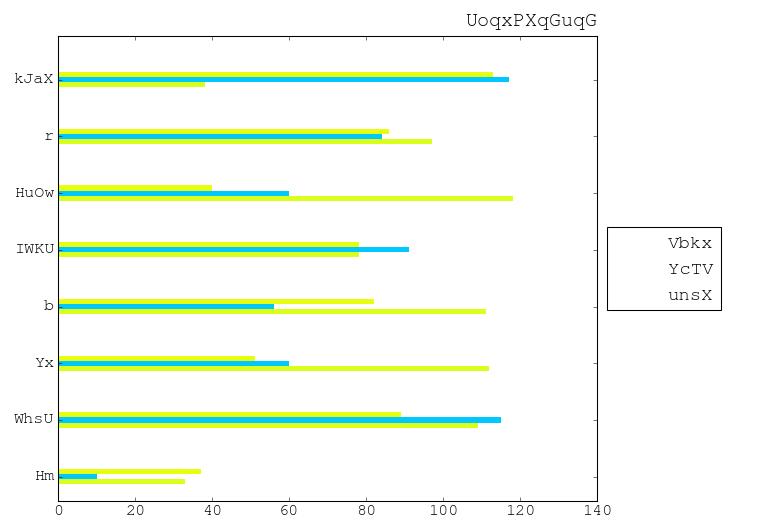 UoqxPXqGuqG
kJaX
r
HuOw
IWKU
b
Yx
WhsU
Hm
0 20 40 60 80 100 120 140
Vbkx
YcTV
unsX